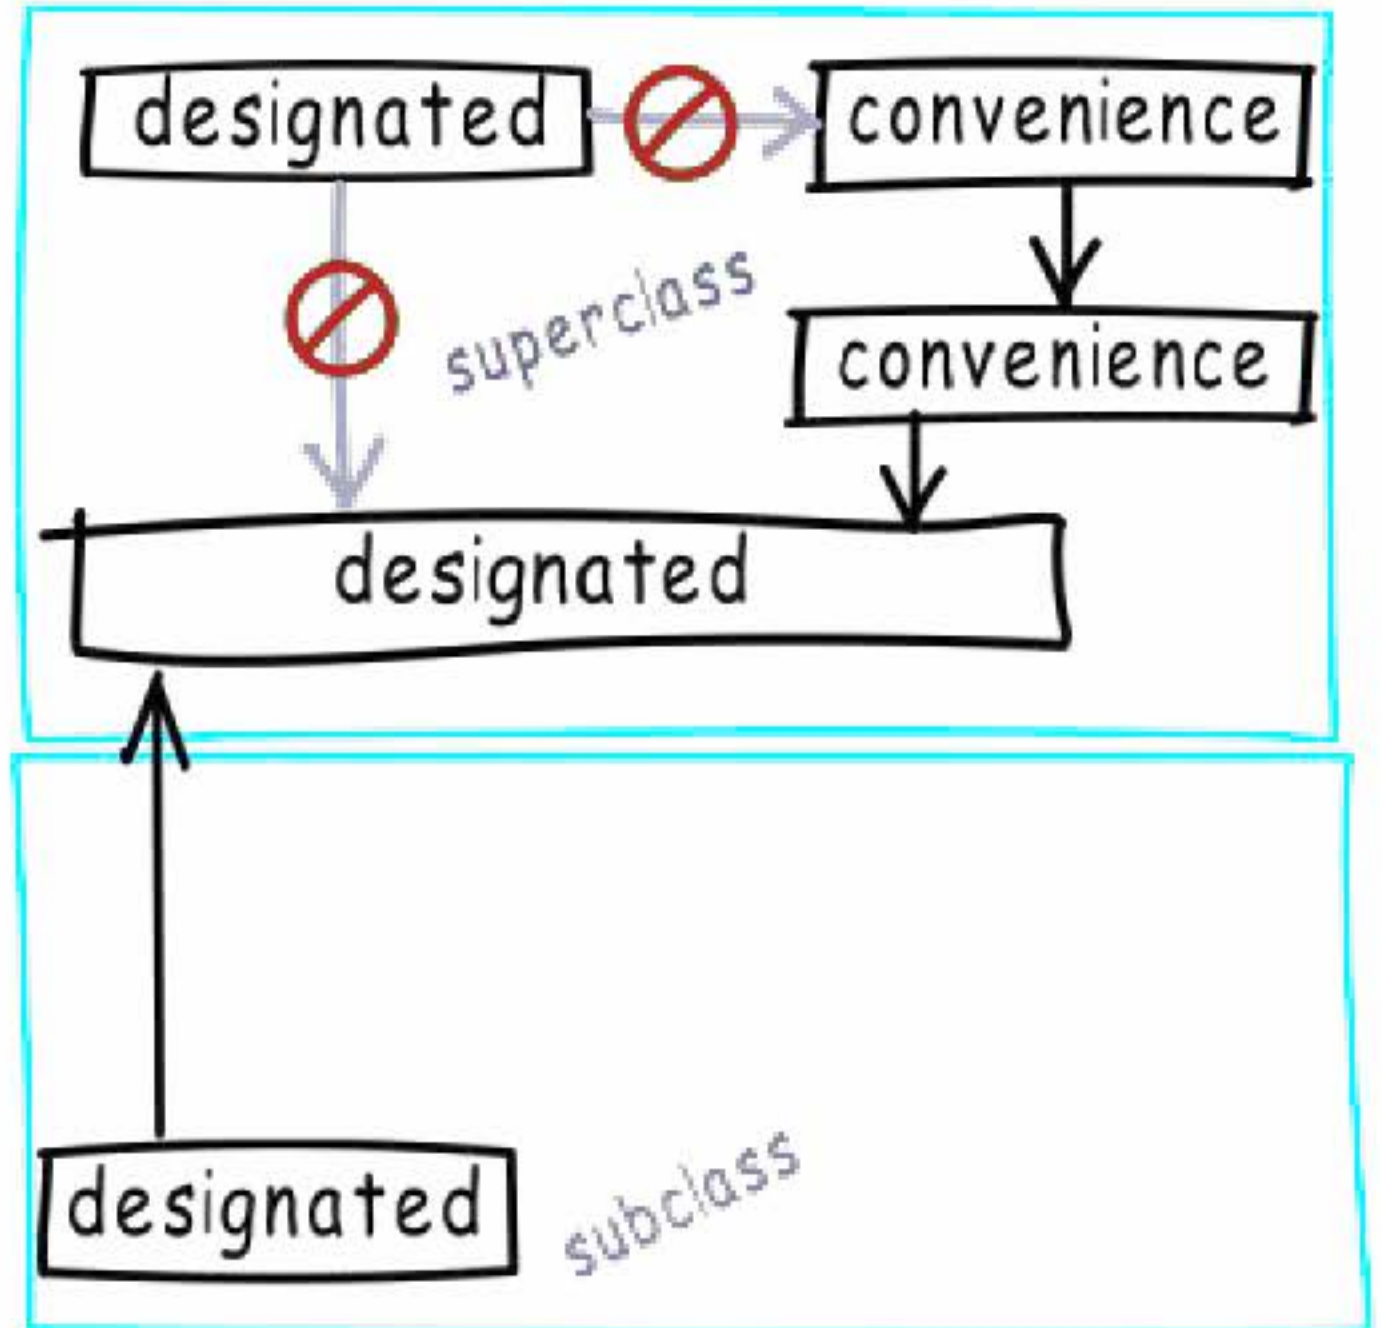 designated
convenience
superclass
convenience
designated
designated
subclass